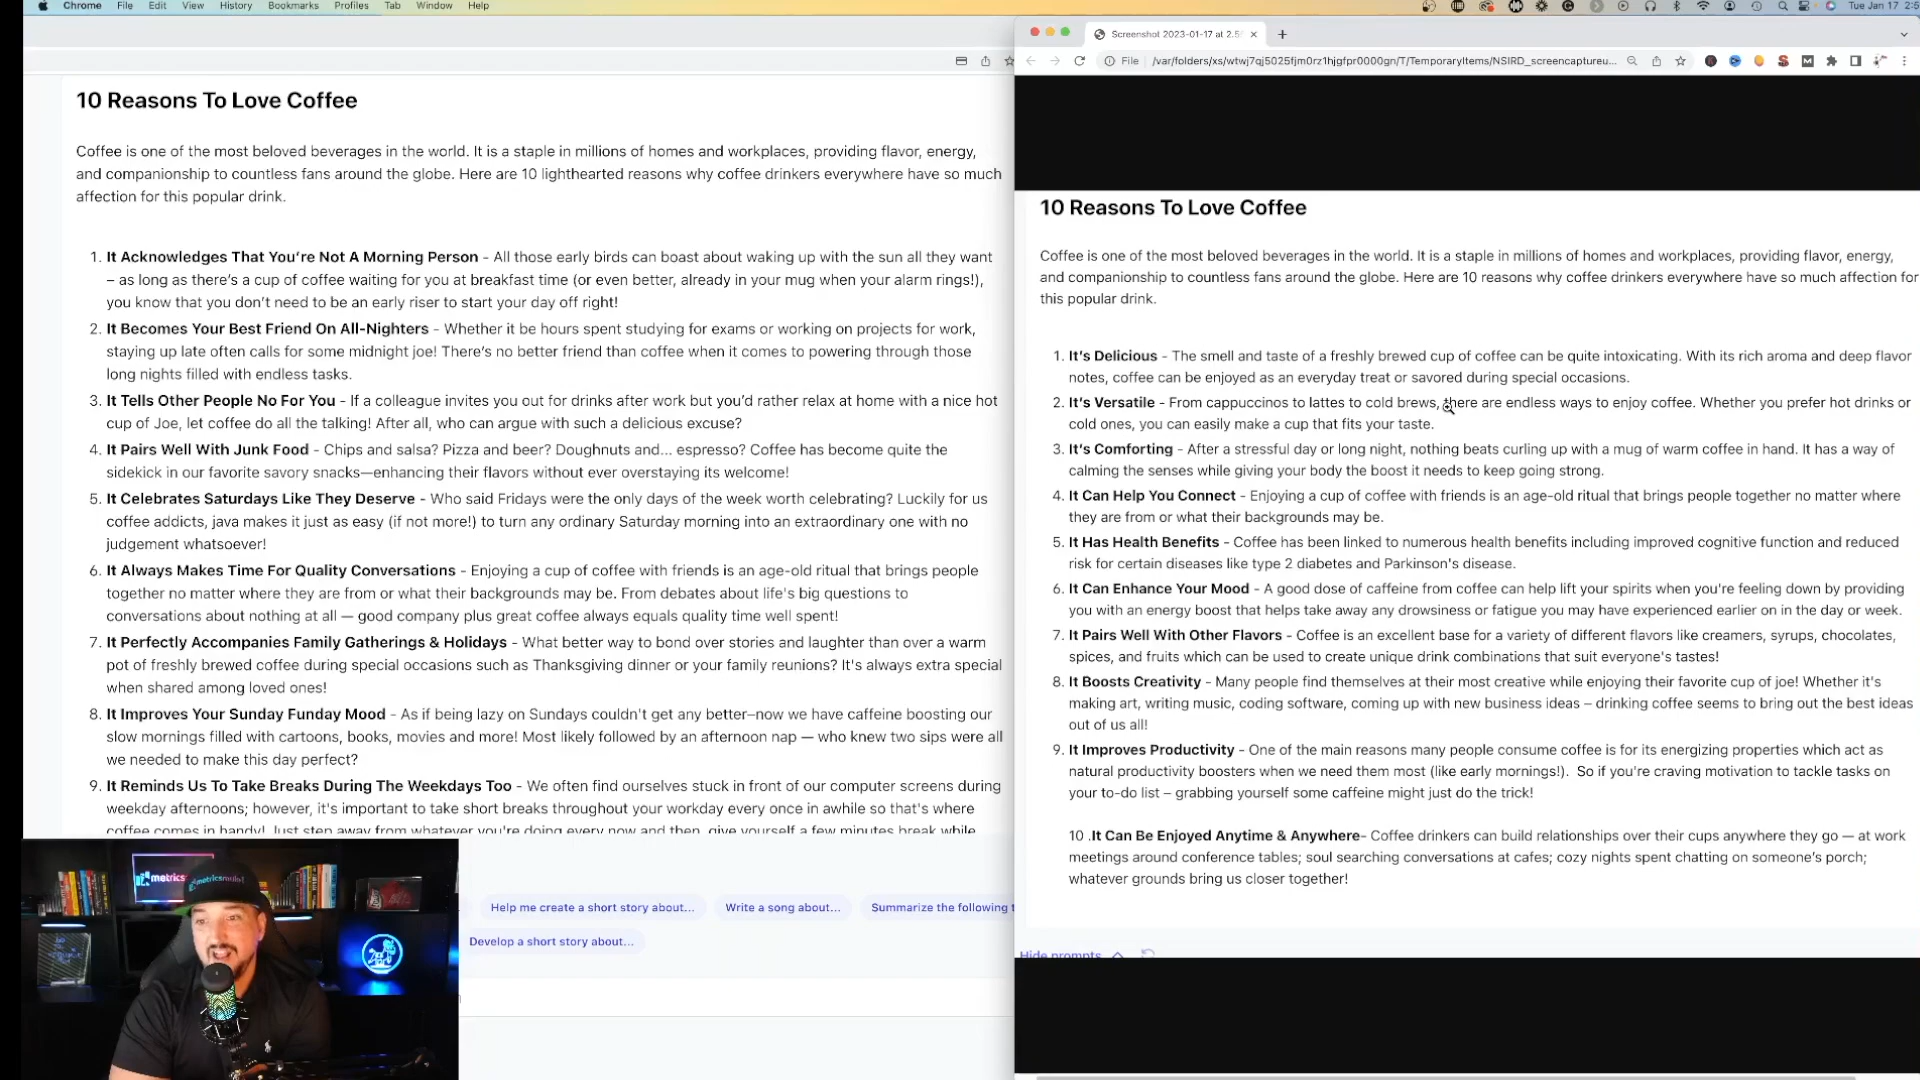 Chrome File Edit View History Bookmarks Profiles Tab Window Help
Tue Jan 17
10 Reasons To Love Coffee
Coffee is one of the most beloved beverages in the world. It is a staple in millions of homes and workplaces, providing flavor, energy,
and companionship to countless fans around the globe. Here are 10 lighthearted reasons why coffee drinkers everywhere have so much
affection for this popular drink.
1. It Acknowledges That You're Not A Morning Person - All those early birds can boast about waking up with the sun all they want
– as long as there's a cup of coffee waiting for you at breakfast time (or even better, already in your mug when your alarm rings!),
you know that you don't need to be an early riser to start your day off right!
2. It Becomes Your Best Friend On All-Nighters - Whether it be hours spent studying for exams or working on projects for work,
staying up late often calls for some midnight joe! There's no better friend than coffee when it comes to powering through those
long nights filled with endless tasks.
3. It Tells Other People No For You - If a colleague invites you out for drinks after work but you'd rather relax at home with a nice hot
cup of Joe, let coffee do all the talking! After all, who can argue with such a delicious excuse?
4. It Pairs Well With Junk Food - Chips and salsa? Pizza and beer? Doughnuts and... espresso? Coffee has become quite the
sidekick in our favorite savory snacks—enhancing their flavors without ever overstaying its welcome!
5. It Celebrates Saturdays Like They Deserve - Who said Fridays were the only days of the week worth celebrating? Luckily for us
coffee addicts, java makes it just as easy (if not more!) to turn any ordinary Saturday morning into an extraordinary one with no
judgement whatsoever!
6. It Always Makes Time For Quality Conversations - Enjoying a cup of coffee with friends is an age-old ritual that brings people
together no matter where they are from or what their backgrounds may be. From debates about life's big questions to
conversations about nothing at all — good company plus great coffee always equals quality time well spent!
7. It Perfectly Accompanies Family Gatherings & Holidays - What better way to bond over stories and laughter than over a warm
pot of freshly brewed coffee during special occasions such as Thanksgiving dinner or your family reunions? It's always extra special
when shared among loved ones!
8. It Improves Your Sunday Funday Mood - As if being lazy on Sundays couldn't get any better–now we have caffeine boosting our
slow mornings filled with cartoons, books, movies and more! Most likely followed by an afternoon nap — who knew two sips were all
we needed to make this day perfect?
9. It Reminds Us To Take Breaks During The Weekdays Too - We often find ourselves stuck in front of our computer screens during
weekday afternoons; however, it's important to take short breaks throughout your workday every once in awhile so that's where
coffee comes in handy! Just step away from whatever you're doing every now and then, give yourself a few minutes break while
Help me create a short story about...
Write a song about...
Summarize the following
Develop a short story about...
metrics
Screenshot 2023-01-17 at 2.5
File /var/folders/xs/wtwj7qj5025fjm0rz1hjgfpr0000gn/T/TemporaryItems/NSIRD_screencaptureu...
10 Reasons To Love Coffee
Coffee is one of the most beloved beverages in the world. It is a staple in millions of homes and workplaces, providing flavor, energy,
and companionship to countless fans around the globe. Here are 10 reasons why coffee drinkers everywhere have so much affection for
this popular drink.
1. It's Delicious - The smell and taste of a freshly brewed cup of coffee can be quite intoxicating. With its rich aroma and deep flavor
notes, coffee can be enjoyed as an everyday treat or savored during special occasions.
2. It's Versatile - From cappuccinos to lattes to cold brews, there are endless ways to enjoy coffee. Whether you prefer hot drinks or
cold ones, you can easily make a cup that fits your taste.
3. It's Comforting - After a stressful day or long night, nothing beats curling up with a mug of warm coffee in hand. It has a way of
calming the senses while giving your body the boost it needs to keep going strong.
4. It Can Help You Connect - Enjoying a cup of coffee with friends is an age-old ritual that brings people together no matter where
they are from or what their backgrounds may be.
5. It Has Health Benefits - Coffee has been linked to numerous health benefits including improved cognitive function and reduced
risk for certain diseases like type 2 diabetes and Parkinson's disease.
6. It Can Enhance Your Mood - A good dose of caffeine from coffee can help lift your spirits when you're feeling down by providing
you with an energy boost that helps take away any drowsiness or fatigue you may have experienced earlier on in the day or week.
7. It Pairs Well With Other Flavors - Coffee is an excellent base for a variety of different flavors like creamers, syrups, chocolates,
spices, and fruits which can be used to create unique drink combinations that suit everyone's tastes!
8. It Boosts Creativity - Many people find themselves at their most creative while enjoying their favorite cup of joe! Whether it's
making art, writing music, coding software, coming up with new business ideas – drinking coffee seems to bring out the best ideas
out of us all!
9. It Improves Productivity - One of the main reasons many people consume coffee is for its energizing properties which act as
natural productivity boosters when we need them most (like early mornings!). So if you're craving motivation to tackle tasks on
your to-do list – grabbing yourself some caffeine might just do the trick!
10 .It Can Be Enjoyed Anytime & Anywhere- Coffee drinkers can build relationships over their cups anywhere they go — at work
meetings around conference tables; soul searching conversations at cafes; cozy nights spent chatting on someone's porch;
whatever grounds bring us closer together!
Hide prompts